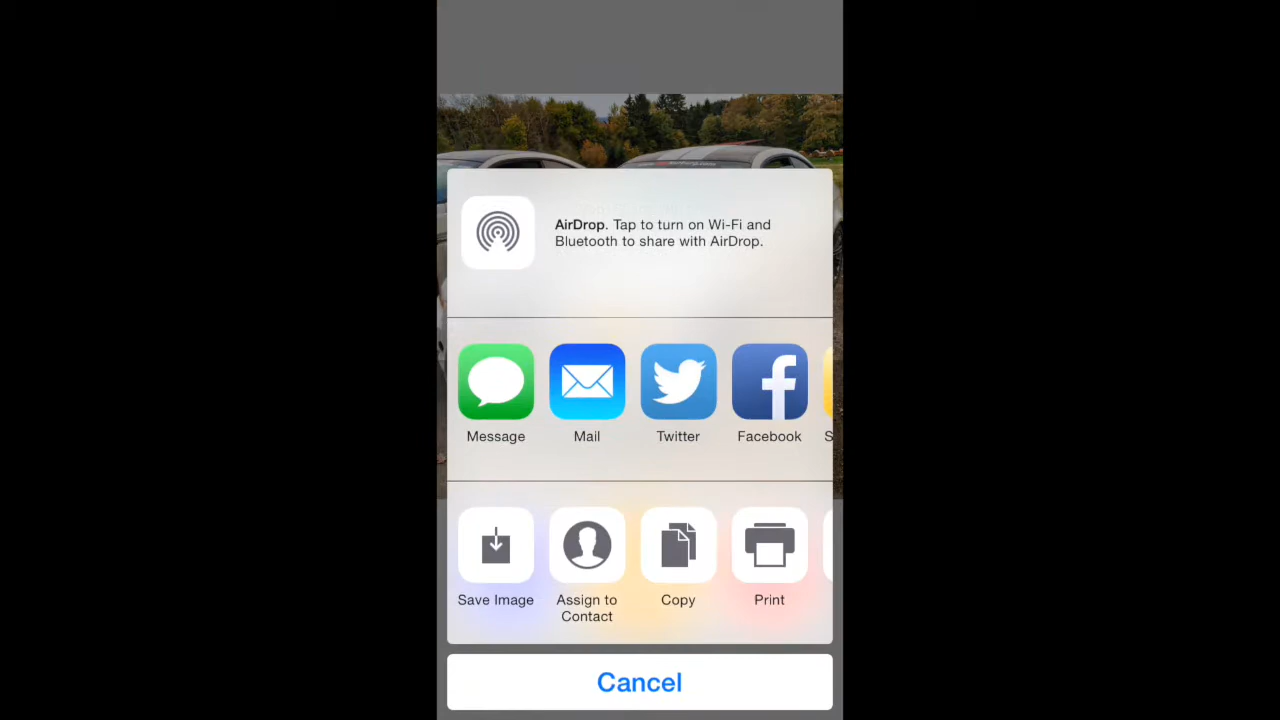 AirDrop. Tap to turn on Wi-Fi and
Bluetooth to share with AirDrop.
Message
Mail
Twitter
Facebook
S
Save Image
Assign to
Contact
Copy
Print
Cancel